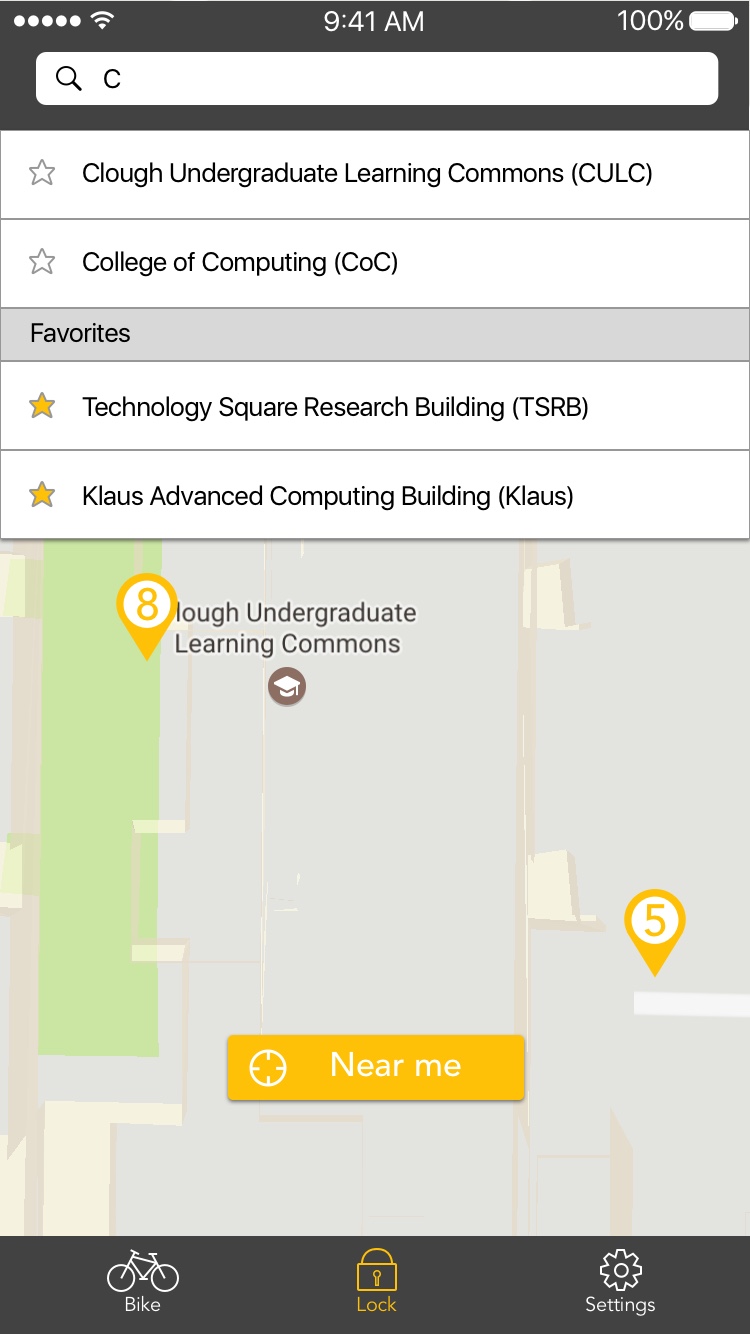 9:41 AM 100%
C
Clough Undergraduate Learning Commons (CULC)
College of Computing (CoC)
Favorites
Technology Square Research Building (TSRB)
Klaus Advanced Computing Building (Klaus)
8
lough Undergraduate
Learning Commons
5
Near me
Bike Lock Settings